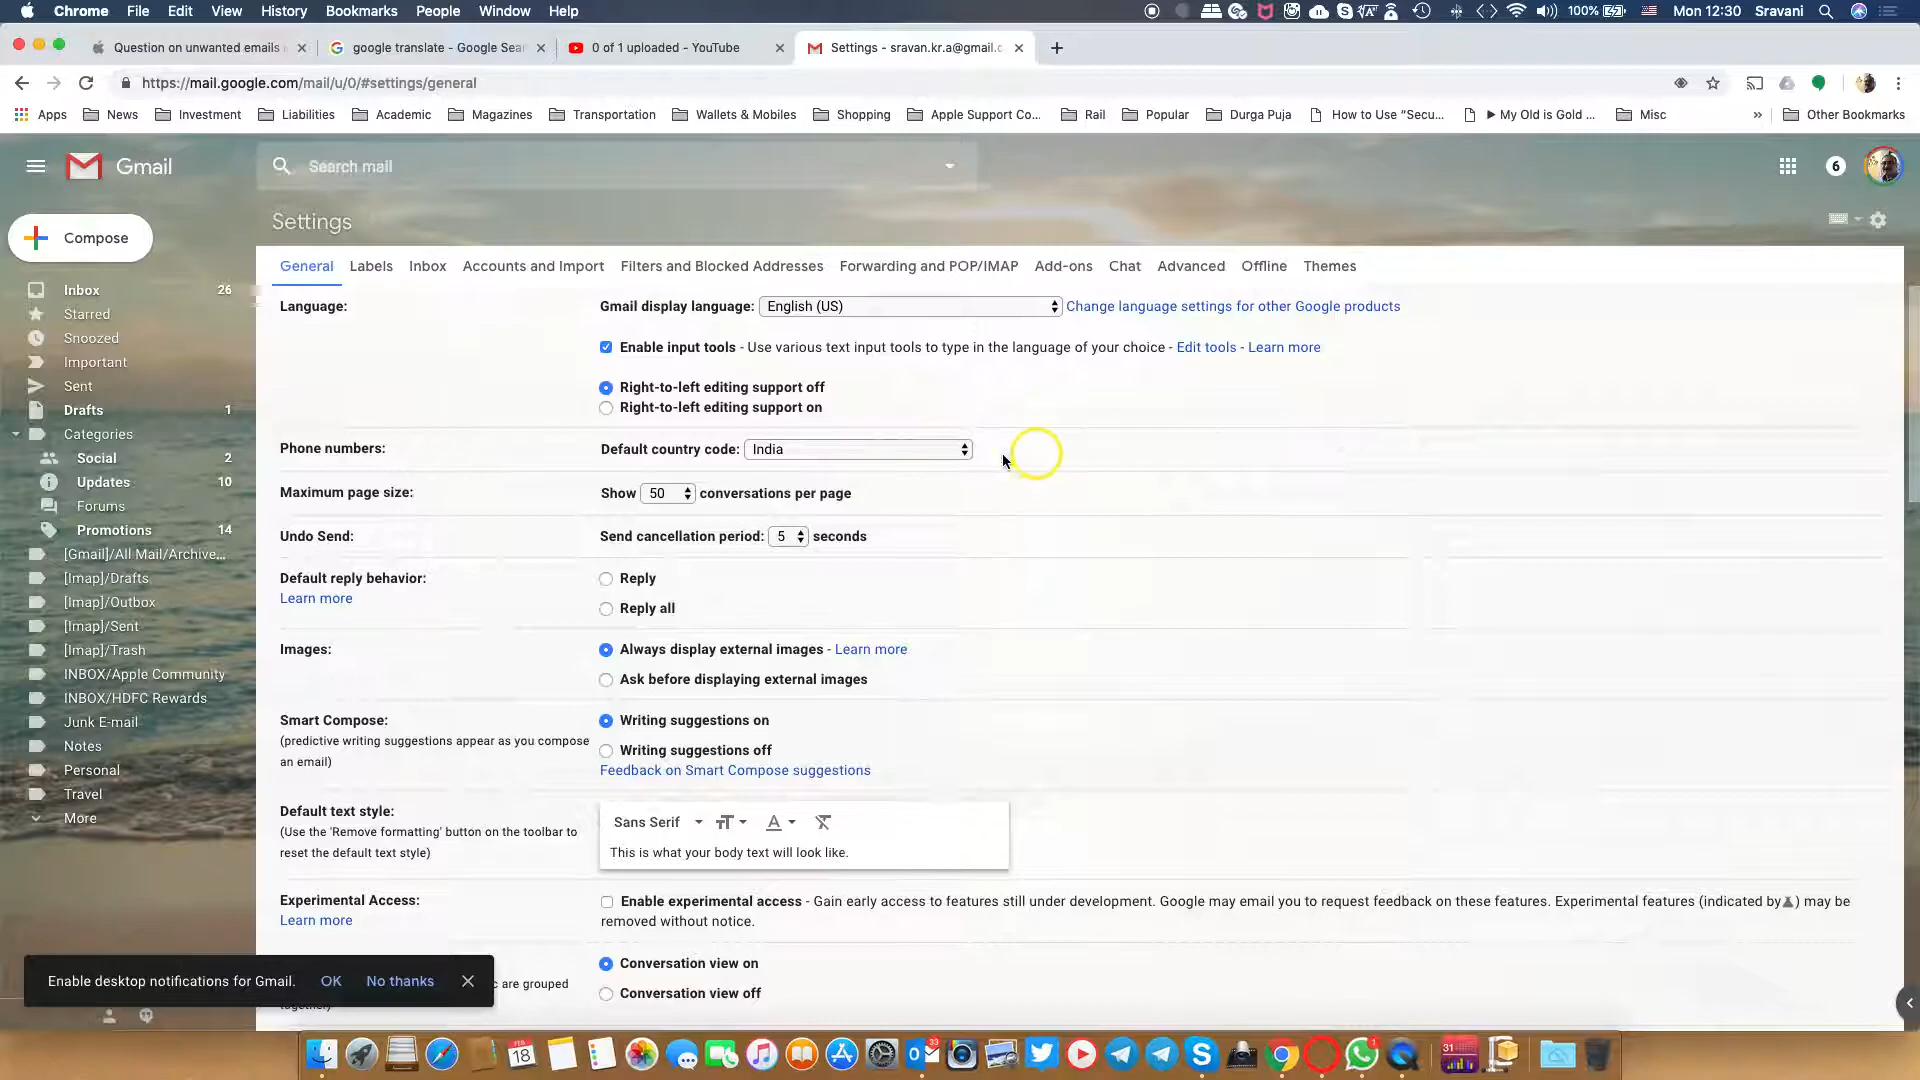 Chrome File Edit View History Bookmarks People Window Help 100% Mon 12:30 Sravani
Question on unwanted emails i google translate - Google Sear 0 of 1 uploaded - YouTube Settings - sravan.kr.a@gmail.c
https://mail.google.com/mail/u/0/#settings/general
Apps News Investment Liabilities Academic Magazines Transportation Wallets & Mobiles Shopping Apple Support Co... Rail Popular Durga Puja How to Use "Secu... ► My Old is Gold ... Misc » Other Bookmarks
Gmail Search mail 6
Settings
Compose
General Labels Inbox Accounts and Import Filters and Blocked Addresses Forwarding and POP/IMAP Add-ons Chat Advanced Offline Themes
Inbox 26
Starred
Snoozed
Important
Sent
Drafts 1
Categories
Social 2
Updates 10
Forums
Promotions 14
[Gmail]/All Mail/Archive...
[Imap]/Drafts
[Imap]/Outbox
[Imap]/Sent
[Imap]/Trash
INBOX/Apple Community
INBOX/HDFC Rewards
Junk E-mail
Notes
Personal
Travel
More
Language: Gmail display language: English (US) Change language settings for other Google products
Enable input tools - Use various text input tools to type in the language of your choice - Edit tools - Learn more
Right-to-left editing support off
Right-to-left editing support on
Phone numbers: Default country code: India
Maximum page size: Show 50 conversations per page
Undo Send: Send cancellation period: 5 seconds
Default reply behavior: Reply
Learn more
Reply all
Images: Always display external images - Learn more
Ask before displaying external images
Smart Compose: Writing suggestions on
(predictive writing suggestions appear as you compose
an email)
Writing suggestions off
Feedback on Smart Compose suggestions
Default text style:
(Use the 'Remove formatting' button on the toolbar to
reset the default text style)
Sans Serif
This is what your body text will look like.
Experimental Access: Enable experimental access - Gain early access to features still under development. Google may email you to request feedback on these features. Experimental features (indicated by ) may be
Learn more removed without notice.
Conversation view on
c are grouped
Conversation view off
Enable desktop notifications for Gmail. OK No thanks
FEB
18
33
1
31